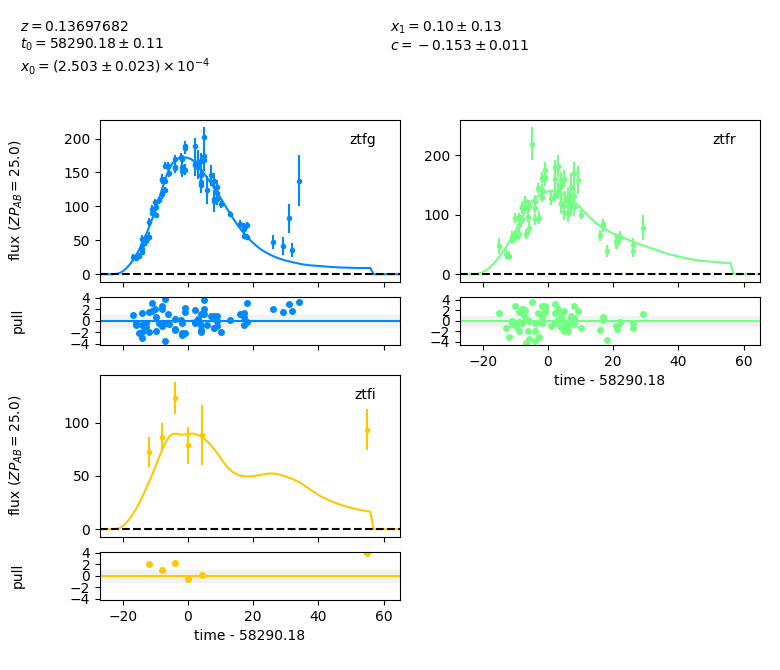 z = 0.13697682
t₀ = 58290.18 ± 0.11
x₀ = (2.503 ± 0.023) × 10⁻⁴
x₁ = 0.10 ± 0.13
c = −0.153 ± 0.011
flux (ZP_AB = 25.0)
ztfg
200
150
100
50
0
ztfr
200
100
0
pull
4
2
0
−2
−4
4
2
0
−2
−4
−20 0 20 40 60
time - 58290.18
flux (ZP_AB = 25.0)
ztfi
100
50
0
pull
4
2
0
−2
−4
−20 0 20 40 60
time - 58290.18